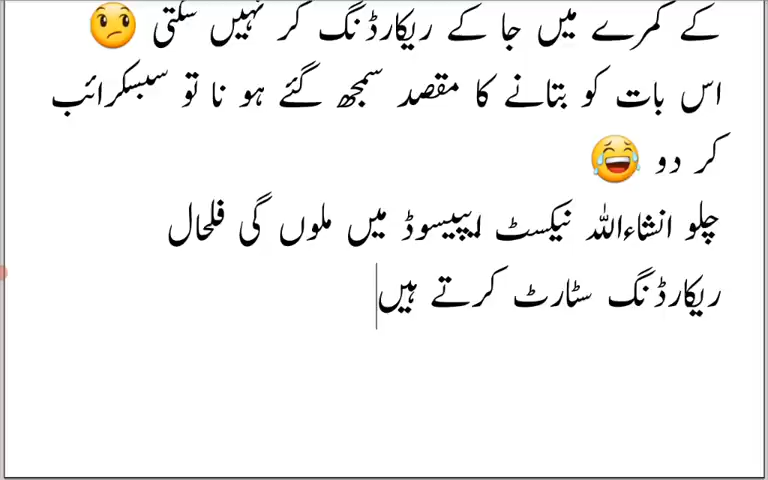 کے کمرے میں جا کے ریکارڈنگ کر نہیں سکتی 😕
اس بات کو بتانے کا مقصد سمجھ گئے ہو نا تو سبسکرائب
کر دو 😂
چلو انشاءاللہ نیکسٹ ایپیسوڈ میں ملوں گی فلحال
ریکارڈنگ سٹارٹ کرتے ہیں